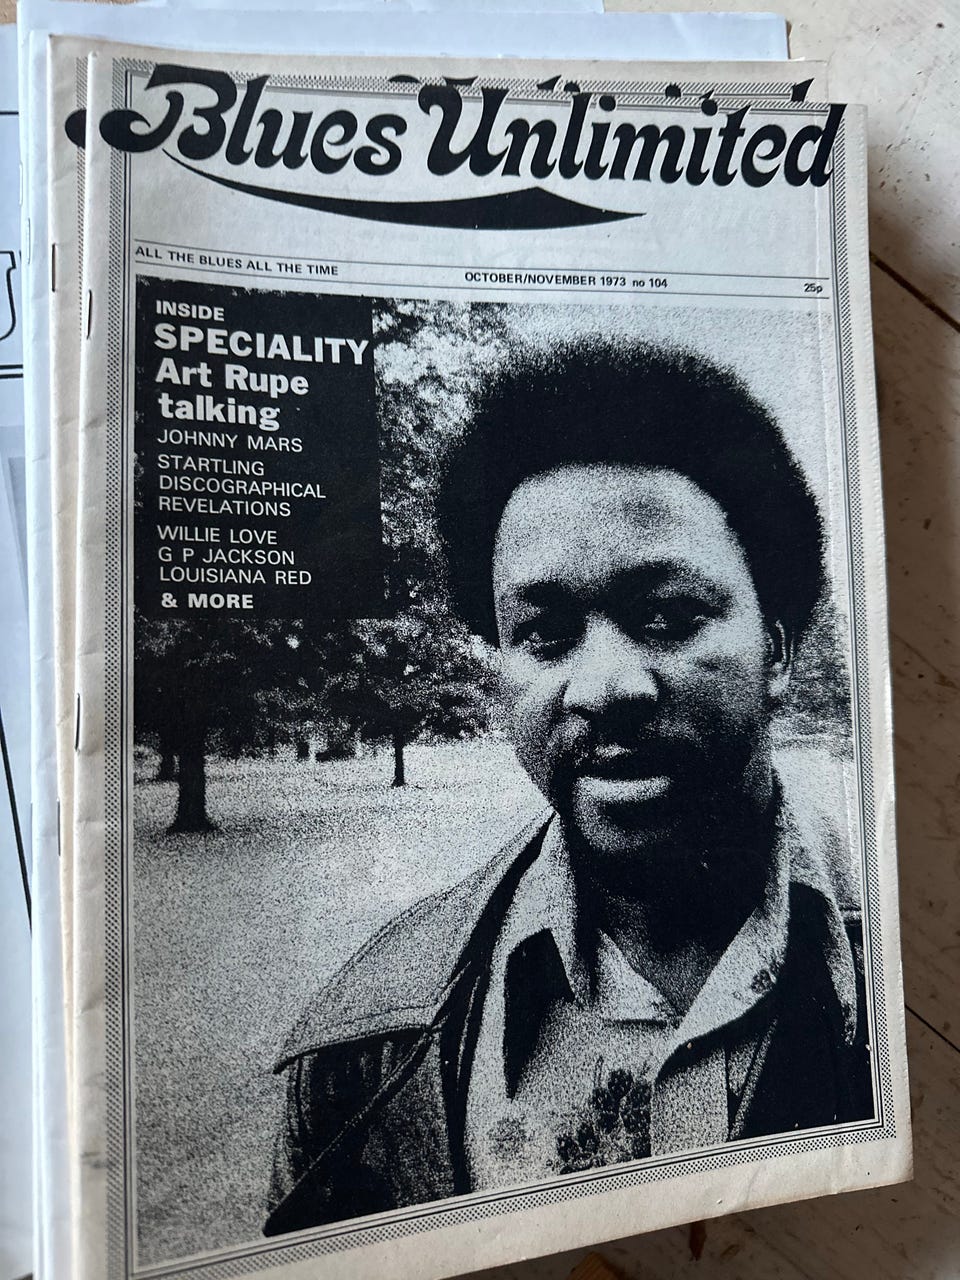 Blues Unlimited
ALL THE BLUES ALL THE TIME
OCTOBER/NOVEMBER 1973 no 104
25p
INSIDE
SPECIALITY
Art Rupe
talking
JOHNNY MARS
STARTLING
DISCOGRAPHICAL
REVELATIONS
WILLIE LOVE
G P JACKSON
LOUISIANA RED
& MORE